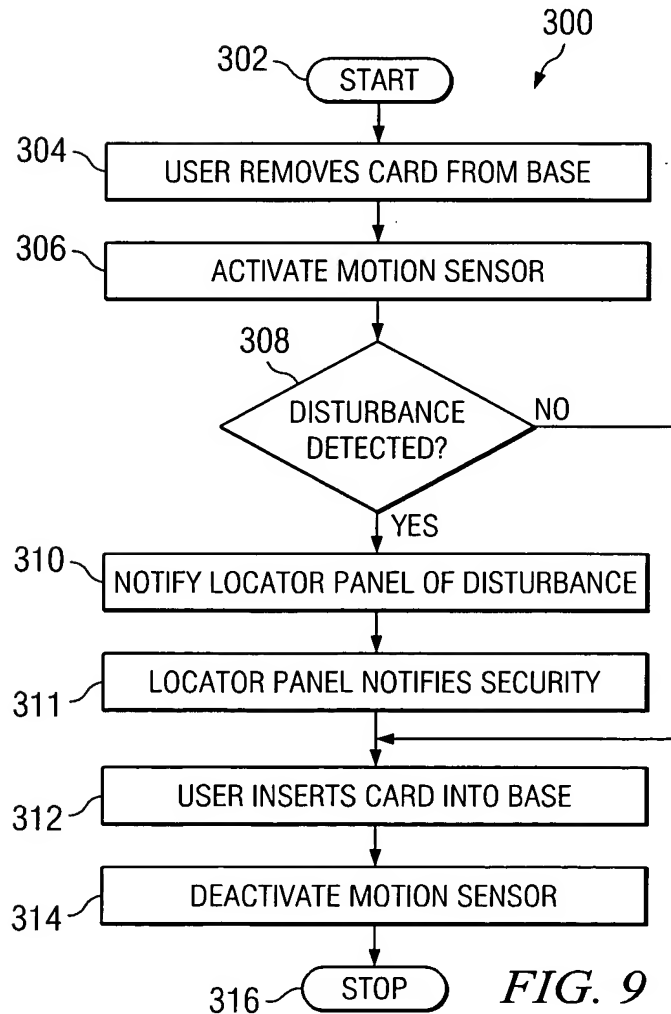 300
302
START
304
USER REMOVES CARD FROM BASE
306
ACTIVATE MOTION SENSOR
308
DISTURBANCE
DETECTED?
NO
YES
310
NOTIFY LOCATOR PANEL OF DISTURBANCE
311
LOCATOR PANEL NOTIFIES SECURITY
312
USER INSERTS CARD INTO BASE
314
DEACTIVATE MOTION SENSOR
316
STOP
FIG. 9